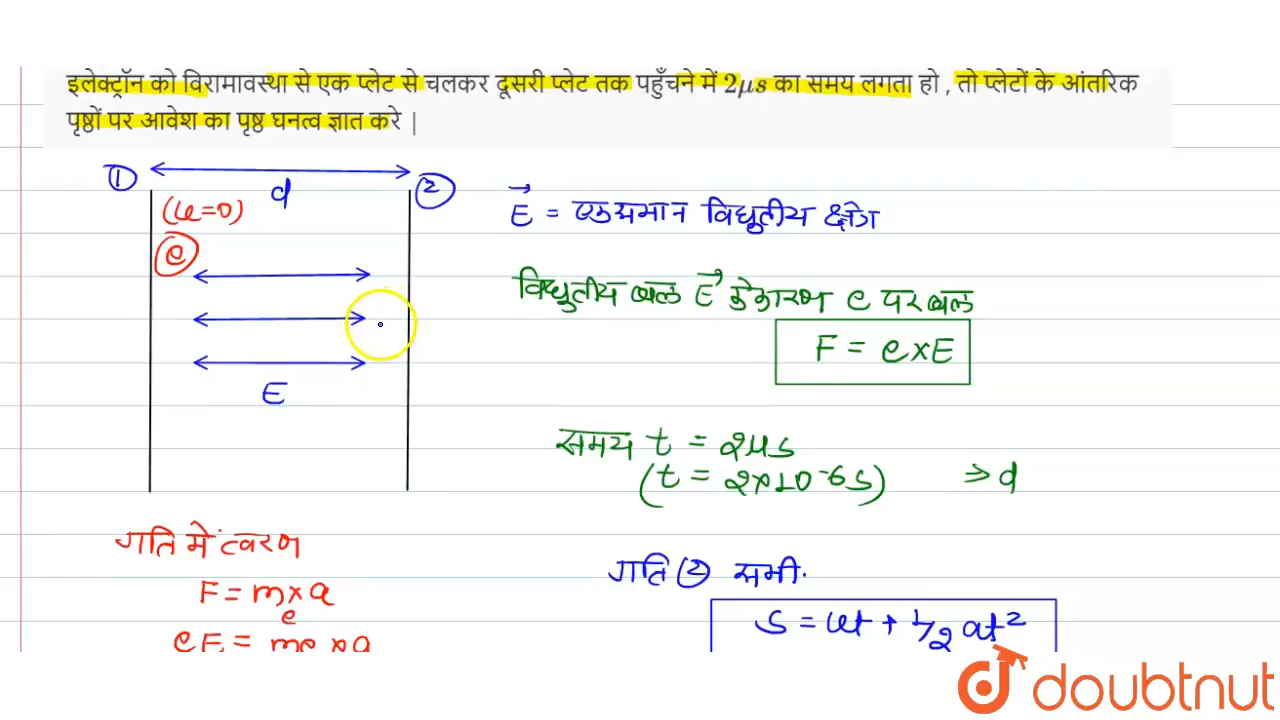 इलेक्ट्रॉन को विरामावस्था से एक प्लेट से चलकर दूसरी प्लेट तक पहुँचने में 2μs का समय लगता हो , तो प्लेटों के आंतरिक
पृष्ठों पर आवेश का पृष्ठ घनत्व ज्ञात करे |
① d ②
(u=0)
e
E
E⃗ = एकसमान विद्युतीय क्षेत्र
विद्युतीय बल E⃗ के कारण e पर बल
F = e×E
समय t = 2μs
(t = 2×10⁻⁶s) ⇒ d
गति में त्वरण
F = m×a
e
eE = me×a
गति ② समी.
S = ut + 1/2 at²
doubtnut